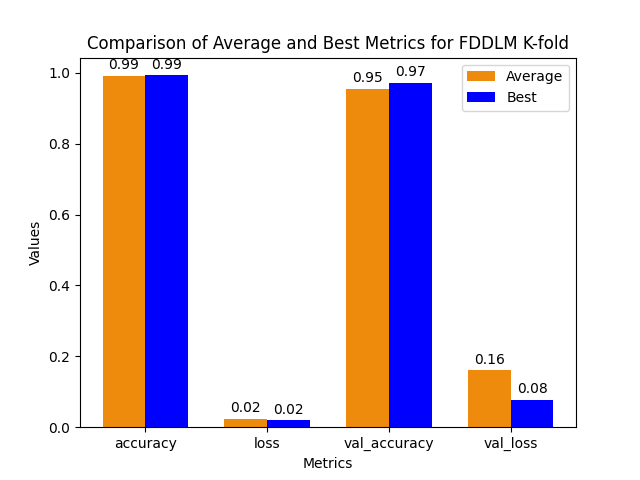 Comparison of Average and Best Metrics for FDDLM K-fold
0.99 0.99
0.02 0.02
0.95 0.97
0.16 0.08
Average
Best
Values
1.0
0.8
0.6
0.4
0.2
0.0
accuracy loss val_accuracy val_loss
Metrics